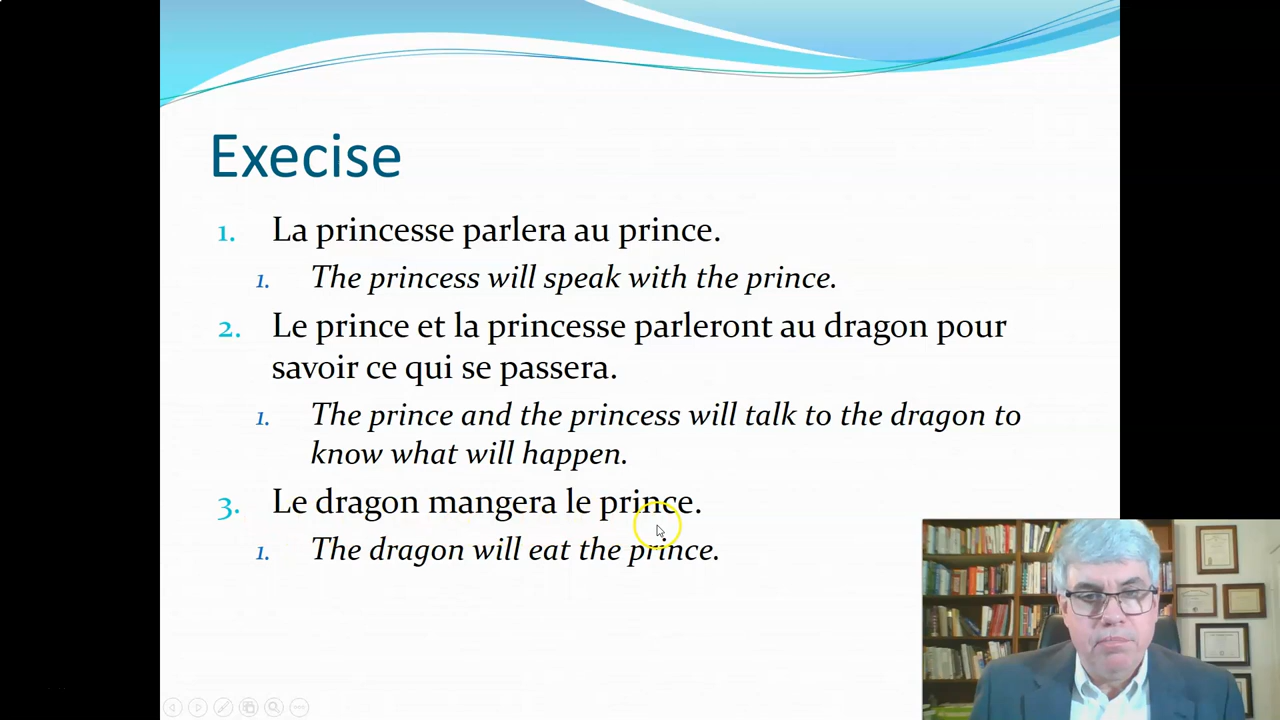 Execise
1. La princesse parlera au prince.
1. The princess will speak with the prince.
2. Le prince et la princesse parleront au dragon pour
savoir ce qui se passera.
1. The prince and the princess will talk to the dragon to
know what will happen.
3. Le dragon mangera le prince.
1. The dragon will eat the prince.